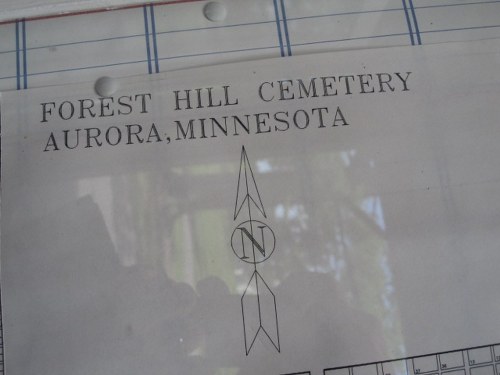 FOREST HILL CEMETERY
AURORA,MINNESOTA
N